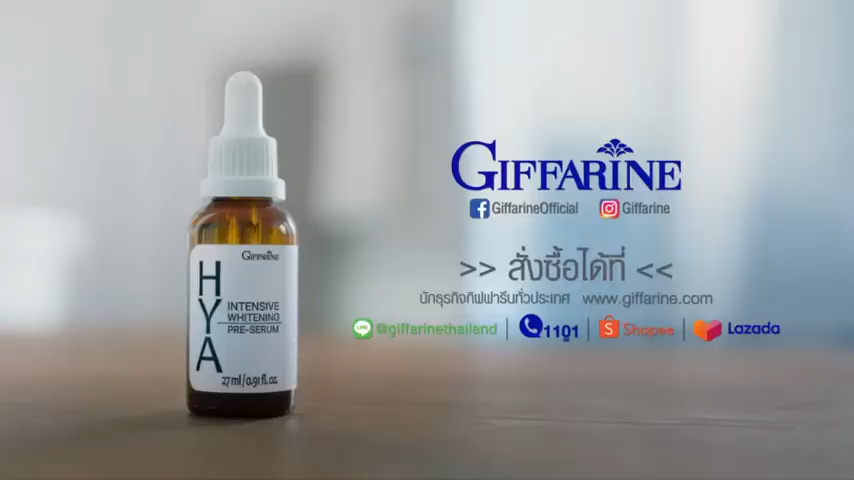 GIFFARINE
HYA
INTENSIVE
WHITENING
PRE-SERUM
27 ml/0.91 fl. oz.
GIFFARINE
GiffarineOfficial Giffarine
>> สั่งซื้อได้ที่ <<
นักธุรกิจกิฟฟารีนทั่วประเทศ www.giffarine.com
LINE @giffarinethailand | 1101 | Shopee | Lazada